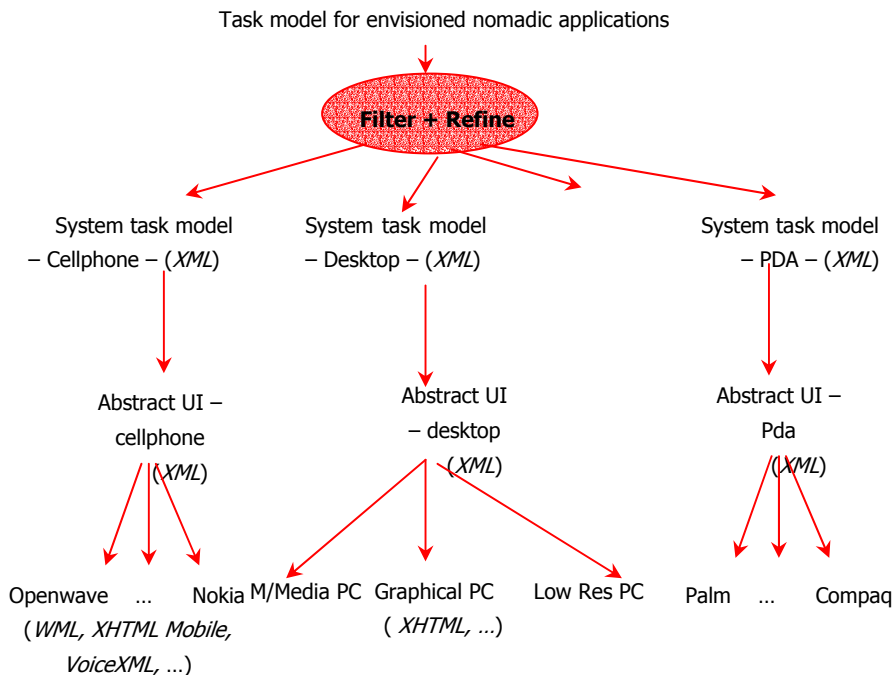 Task model for envisioned nomadic applications
Filter + Refine
System task model
– Cellphone – (XML)
System task model
– Desktop – (XML)
System task model
– PDA – (XML)
Abstract UI –
cellphone
(XML)
Abstract UI
– desktop
(XML)
Abstract UI –
Pda
(XML)
Openwave ... Nokia
(WML, XHTML Mobile,
VoiceXML, ...)
M/Media PC
Graphical PC
( XHTML, ...)
Low Res PC
Palm ... Compaq